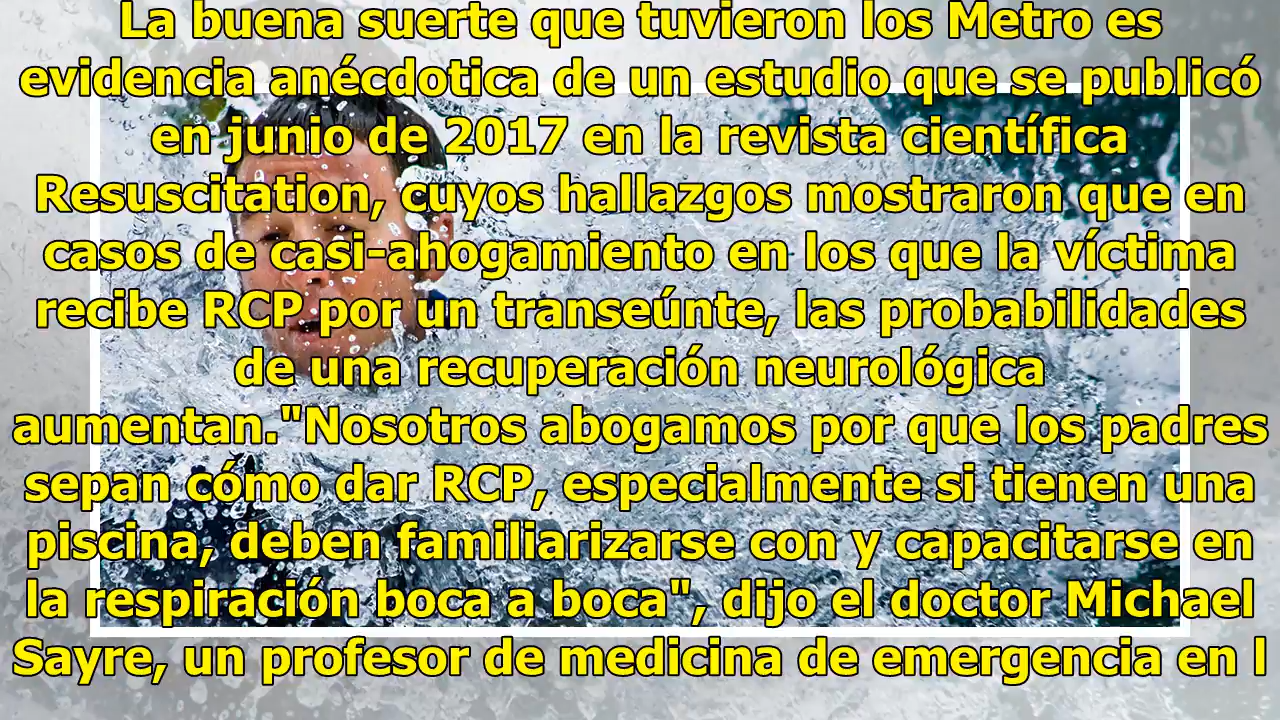 La buena suerte que tuvieron los Metro es
evidencia anécdotica de un estudio que se publicó
en junio de 2017 en la revista científica
Resuscitation, cuyos hallazgos mostraron que en
casos de casi-ahogamiento en los que la víctima
recibe RCP por un transeúnte, las probabilidades
de una recuperación neurológica
aumentan."Nosotros abogamos por que los padres
sepan cómo dar RCP, especialmente si tienen una
piscina, deben familiarizarse con y capacitarse en
la respiración boca a boca", dijo el doctor Michael
Sayre, un profesor de medicina de emergencia en l